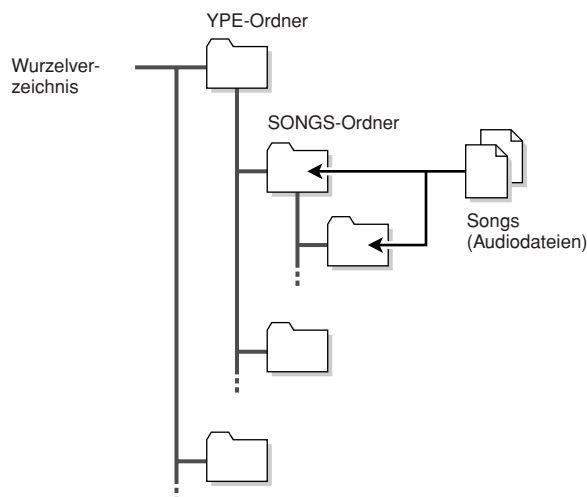 YPE-Ordner
Wurzelver-
zeichnis
SONGS-Ordner
Songs
(Audiodateien)